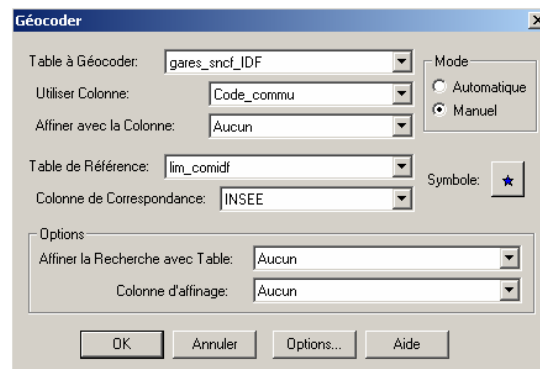 Géocoder
Table à Géocoder: gares_sncf_IDF
Utiliser Colonne: Code_commu
Affiner avec la Colonne: Aucun
Mode
Automatique
Manuel
Table de Référence: lim_comidf
Colonne de Correspondance: INSEE
Symbole:
Options
Affiner la Recherche avec Table: Aucun
Colonne d'affinage: Aucun
OK Annuler Options... Aide